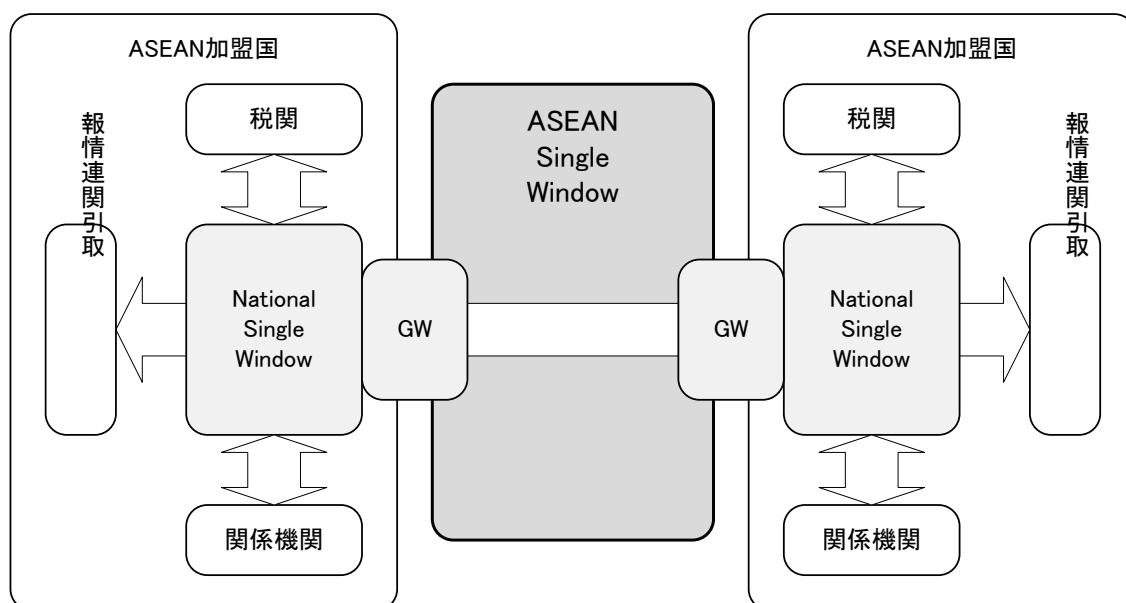 ASEAN加盟国
税関
報情連関引取
National
Single
Window
GW
関係機関
ASEAN
Single
Window
ASEAN加盟国
税関
報情連関引取
GW
National
Single
Window
関係機関